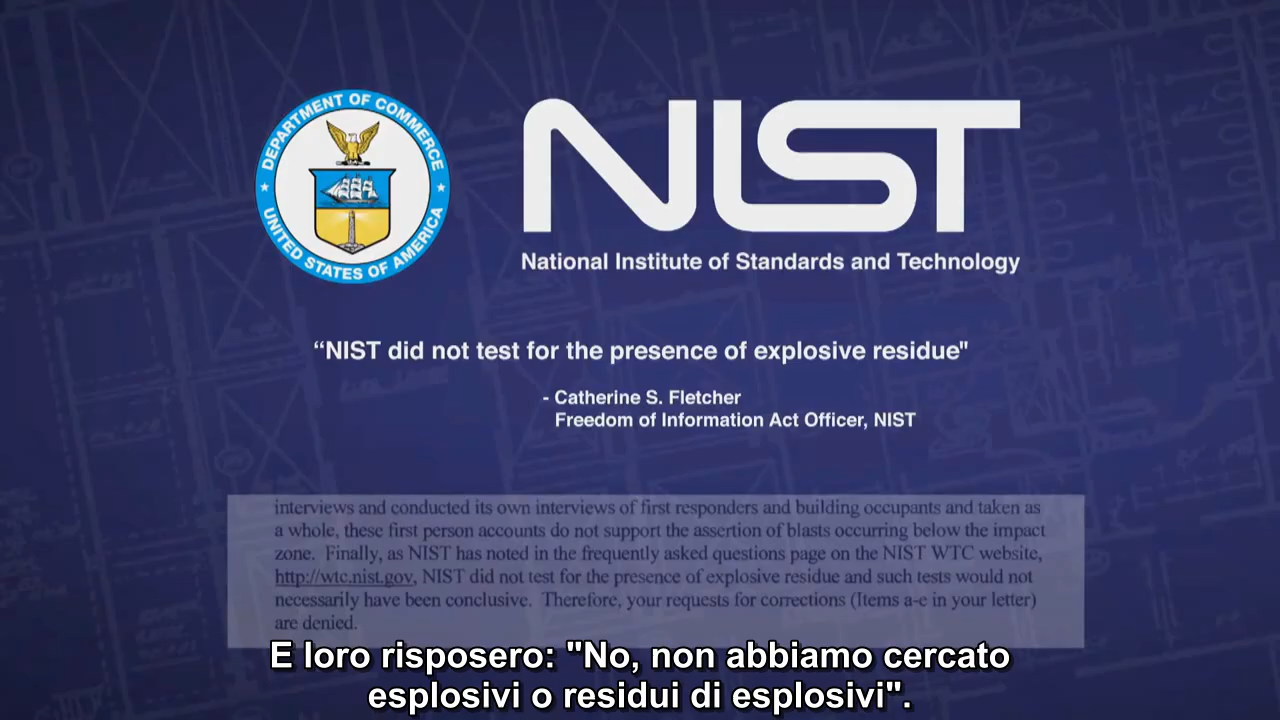 DEPARTMENT OF COMMERCE
UNITED STATES OF AMERICA
NIST
National Institute of Standards and Technology
“NIST did not test for the presence of explosive residue"
- Catherine S. Fletcher
Freedom of Information Act Officer, NIST
interviews and conducted its own interviews of first responders and building occupants and taken as
a whole, these first person accounts do not support the assertion of blasts occurring below the impact
zone. Finally, as NIST has noted in the frequently asked questions page on the NIST WTC website,
http://wtc.nist.gov, NIST did not test for the presence of explosive residue and such tests would not
necessarily have been conclusive. Therefore, your requests for corrections (Items a-e in your letter)
are denied.
E loro risposero: "No, non abbiamo cercato
esplosivi o residui di esplosivi".